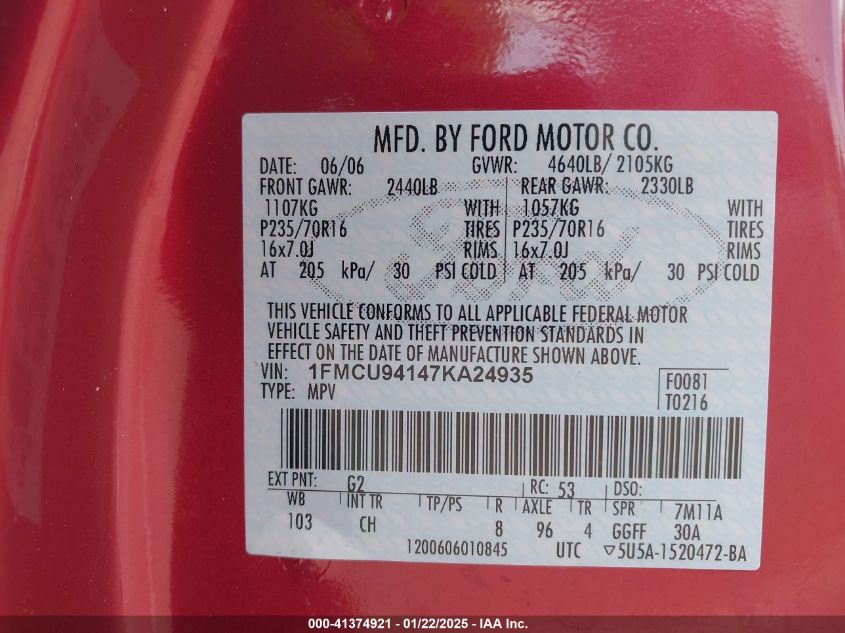 MFD. BY FORD MOTOR CO.
DATE: 06/06 GVWR: 4640LB/ 2105KG
FRONT GAWR: 2440LB REAR GAWR: 2330LB
1107KG WITH 1057KG WITH
P235/70R16 TIRES P235/70R16 TIRES
16x7.0J RIMS 16x7.0J RIMS
AT 205 kPa/ 30 PSI COLD AT 205 kPa/ 30 PSI COLD
Ford
THIS VEHICLE CONFORMS TO ALL APPLICABLE FEDERAL MOTOR
VEHICLE SAFETY AND THEFT PREVENTION STANDARDS IN
EFFECT ON THE DATE OF MANUFACTURE SHOWN ABOVE.
VIN: 1FMCU94147KA24935
TYPE: MPV
F0081
T0216
EXT PNT: G2 RC: 53 DSO:
WB INT TR TP/PS R AXLE TR SPR 7M11A
103 CH 8 96 4 GGFF 30A
1200606010845 UTC ▽5U5A-1520472-BA
000-41374921 - 01/22/2025 - IAA Inc.